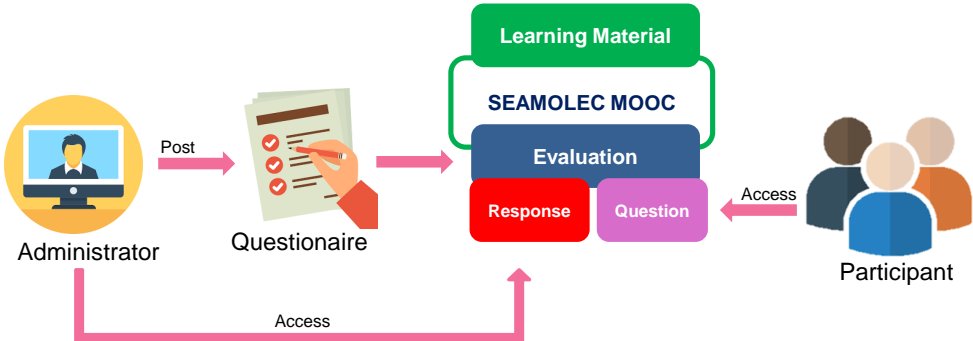 Learning Material
SEAMOLEC MOOC
Post
Evaluation
Response
Question
Access
Administrator
Questionaire
Participant
Access